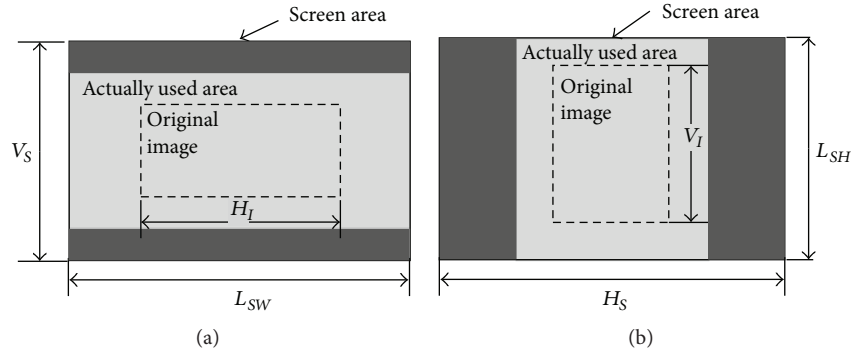 Screen area
Actually used area
Original
image
V_S
H_I
L_SW
(a)
Screen area
Actually used area
Original
image
V_I
L_SH
H_S
(b)